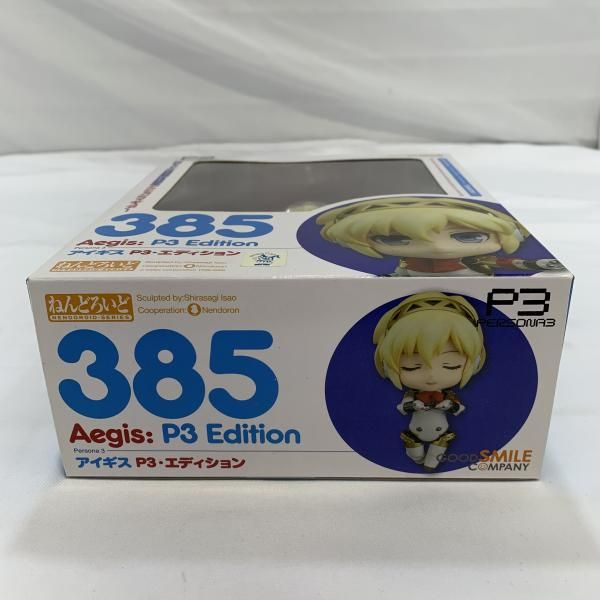 385
Aegis: P3 Edition
アイギス P3・エディション
ねんどろいど
NENDOROID-SERIES
Sculpted by:Shirasagi Isao
Cooperation: Nendoron
P3
PERSONA3
385
Aegis: P3 Edition
Persona 3
アイギス P3・エディション
GOOD SMILE
COMPANY